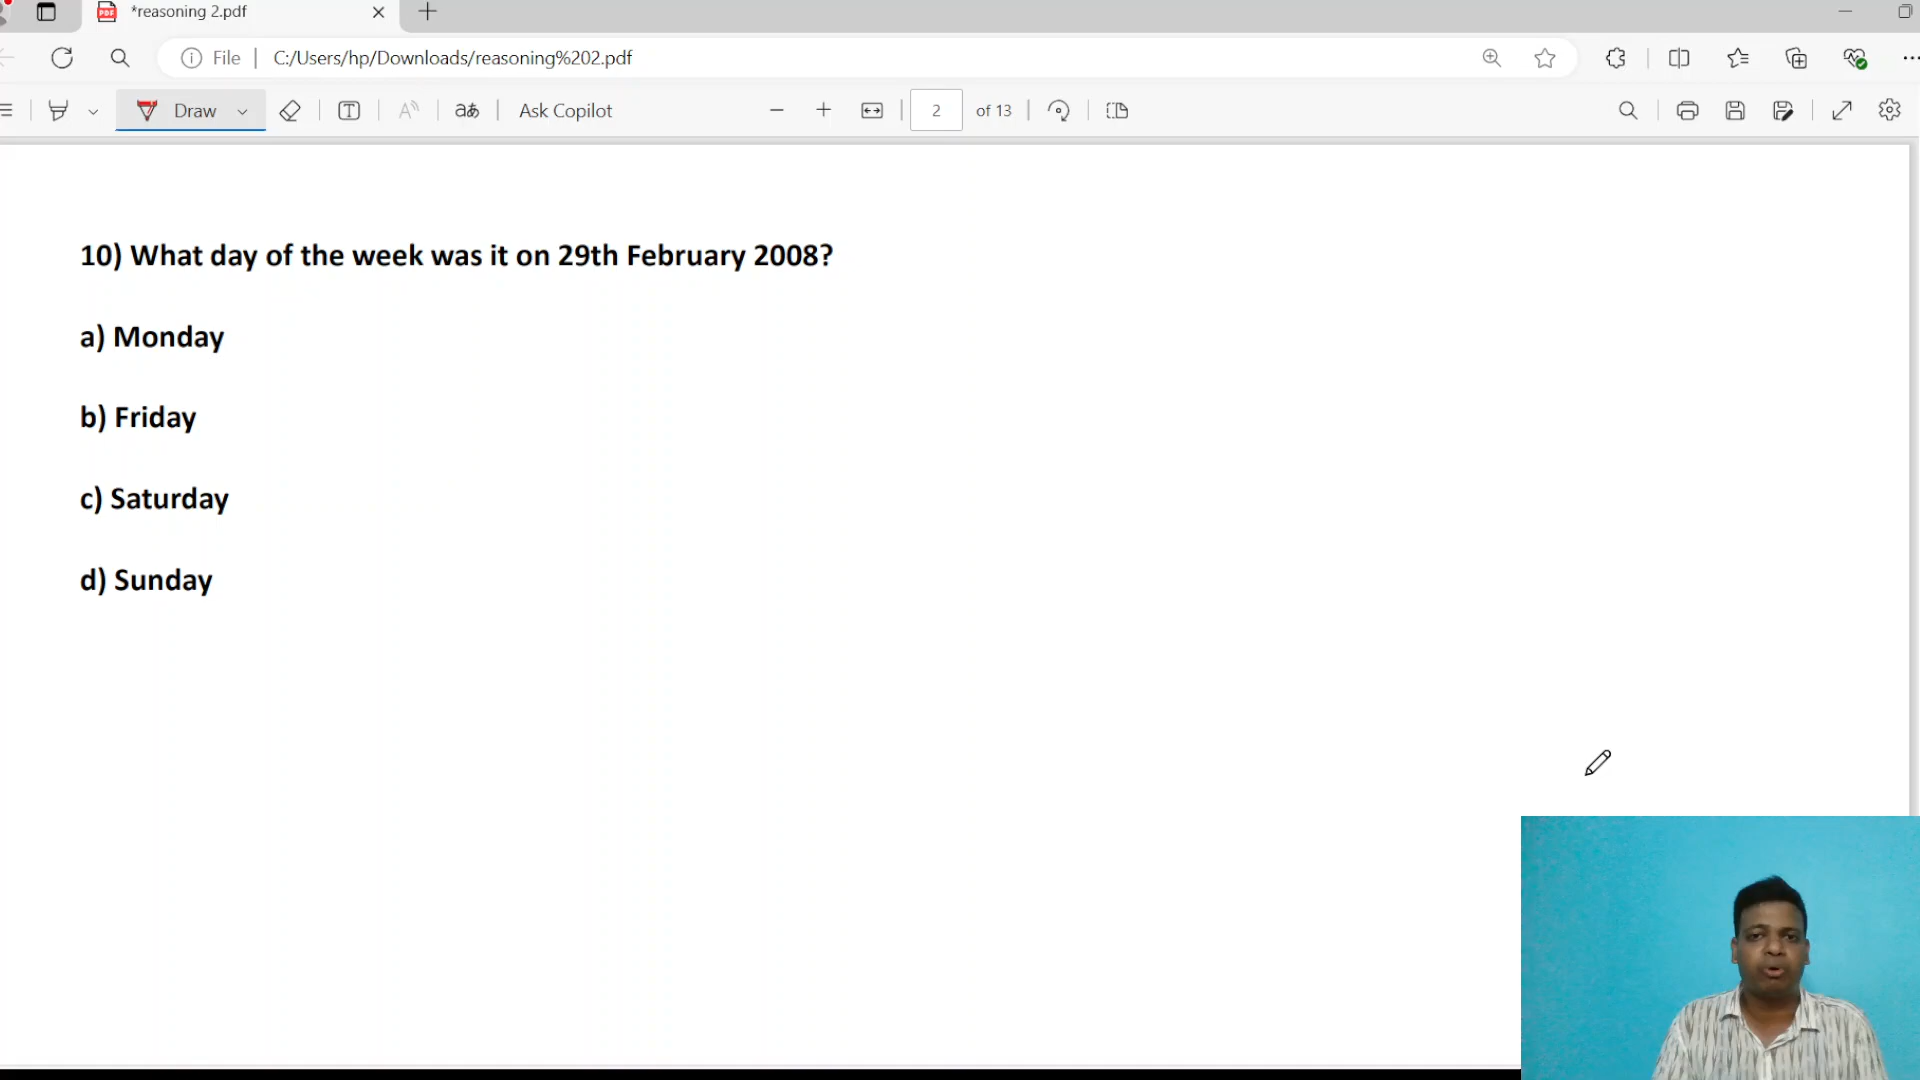 *reasoning 2.pdf
File
C:/Users/hp/Downloads/reasoning%202.pdf
Draw
Ask Copilot
2
of 13
10) What day of the week was it on 29th February 2008?
a) Monday
b) Friday
c) Saturday
d) Sunday